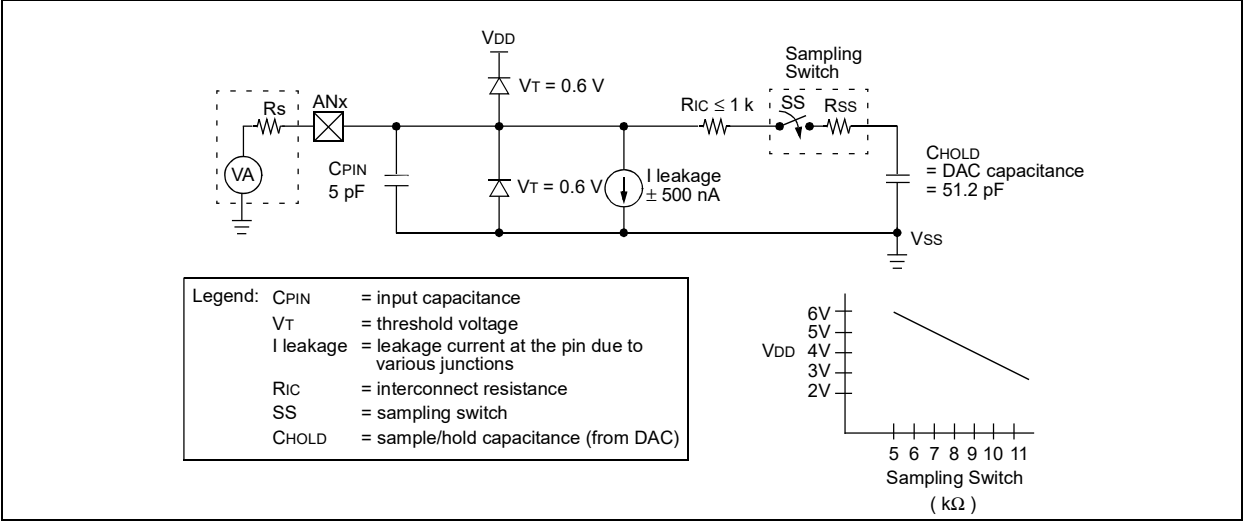 VDD
Sampling
Switch
VT = 0.6 V
Rs
ANx
RIC ≤ 1 k
SS
RSS
VA
CPIN
5 pF
VT = 0.6 V
I leakage
± 500 nA
CHOLD
= DAC capacitance
= 51.2 pF
VSS
Legend: CPIN = input capacitance
VT = threshold voltage
I leakage = leakage current at the pin due to
various junctions
RIC = interconnect resistance
SS = sampling switch
CHOLD = sample/hold capacitance (from DAC)
6V
5V
VDD 4V
3V
2V
5 6 7 8 9 10 11
Sampling Switch
( kΩ )